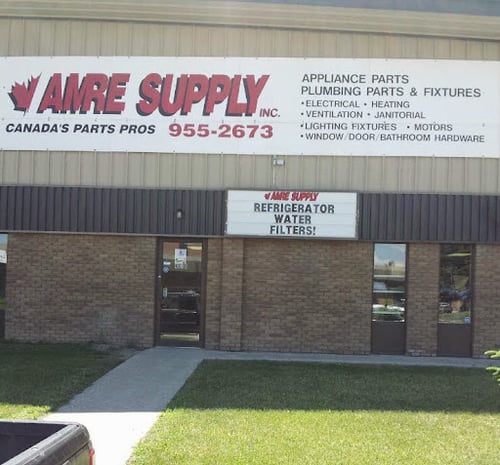 AMRE SUPPLY INC.
CANADA'S PARTS PROS 955-2673
APPLIANCE PARTS
PLUMBING PARTS & FIXTURES
• ELECTRICAL • HEATING
• VENTILATION • JANITORIAL
• LIGHTING FIXTURES • MOTORS
• WINDOW/DOOR/BATHROOM HARDWARE
AMRE SUPPLY
REFRIGERATOR
WATER
FILTERS!